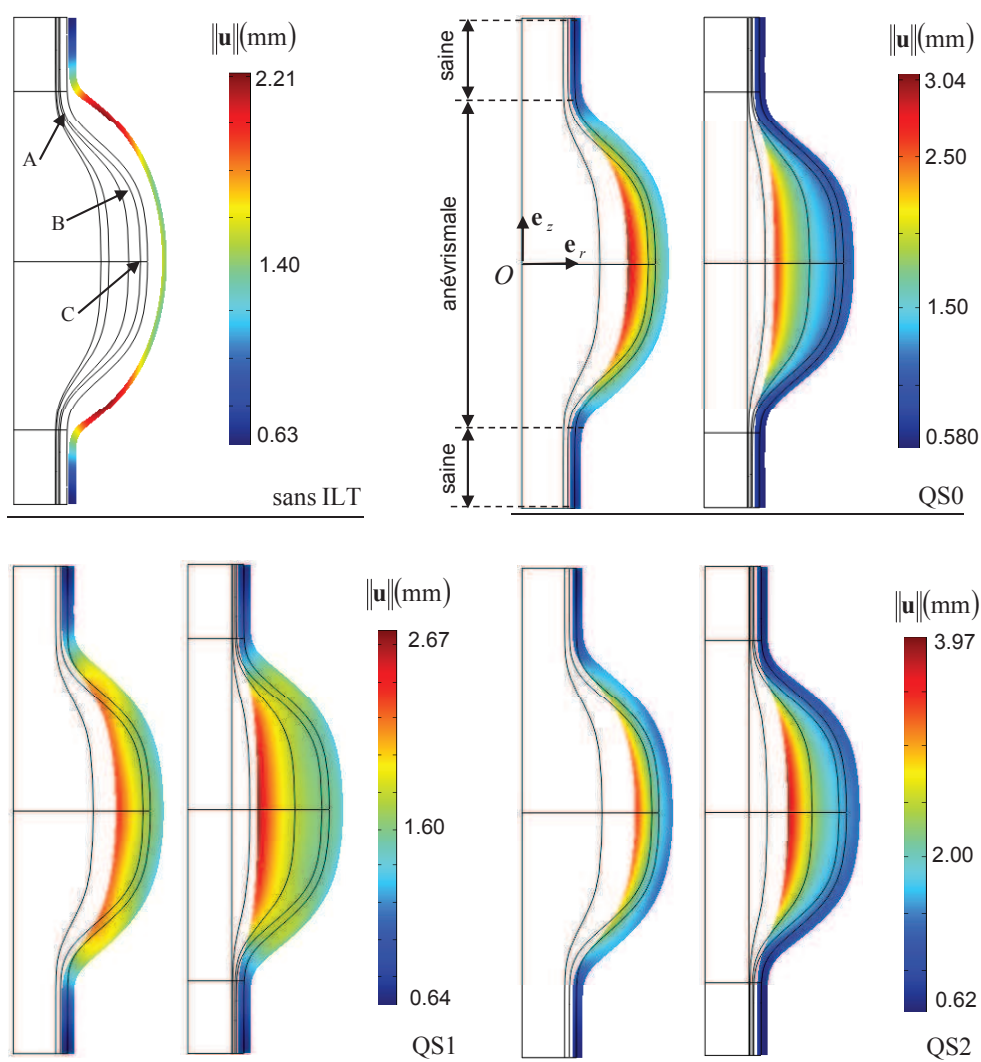 ‖u‖(mm)
2.21
1.40
0.63
A
B
C
sans ILT
saine
anévrismale
saine
e_z
e_r
O
‖u‖(mm)
3.04
2.50
1.50
0.580
QS0
‖u‖(mm)
2.67
1.60
0.64
QS1
‖u‖(mm)
3.97
2.00
0.62
QS2